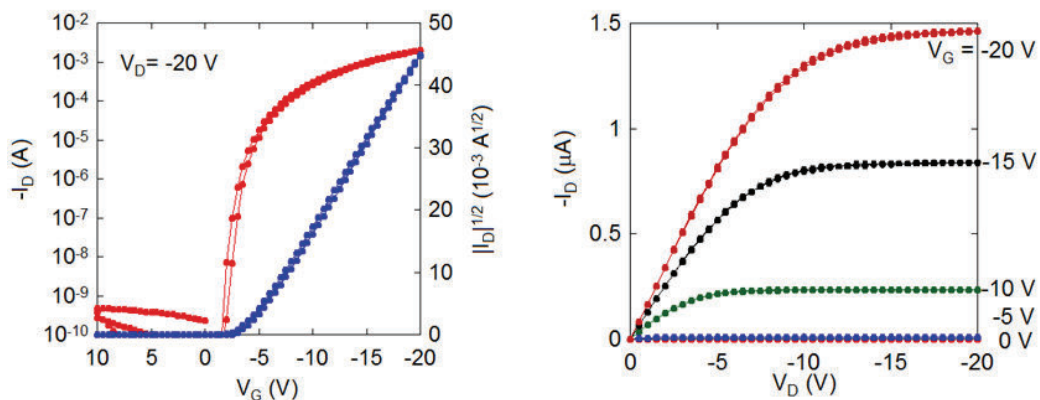 10⁻²
10⁻³
10⁻⁴
10⁻⁵
10⁻⁶
10⁻⁷
10⁻⁸
10⁻⁹
10⁻¹⁰
-I_D (A)
V_D= -20 V
50
40
30
20
10
0
|I_D|^1/2 (10⁻³ A^1/2)
10 5 0 -5 -10 -15 -20
V_G (V)
1.5
1
0.5
0
-I_D (μA)
V_G = -20 V
-15 V
-10 V
-5 V
0 V
0 -5 -10 -15 -20
V_D (V)